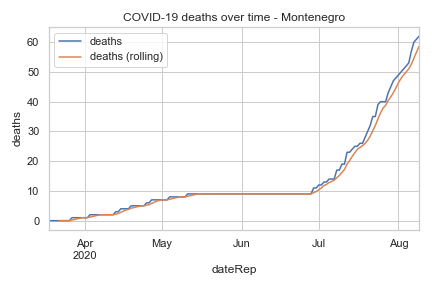 COVID-19 deaths over time - Montenegro
deaths
deaths (rolling)
60
50
40
30
20
10
0
deaths
Apr
2020
May
Jun
Jul
Aug
dateRep